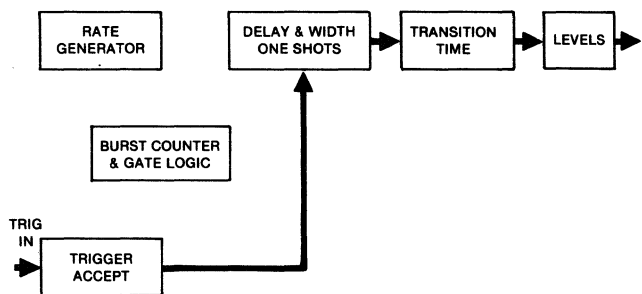 RATE
GENERATOR
DELAY & WIDTH
ONE SHOTS
TRANSITION
TIME
LEVELS
BURST COUNTER
& GATE LOGIC
TRIG
IN
TRIGGER
ACCEPT